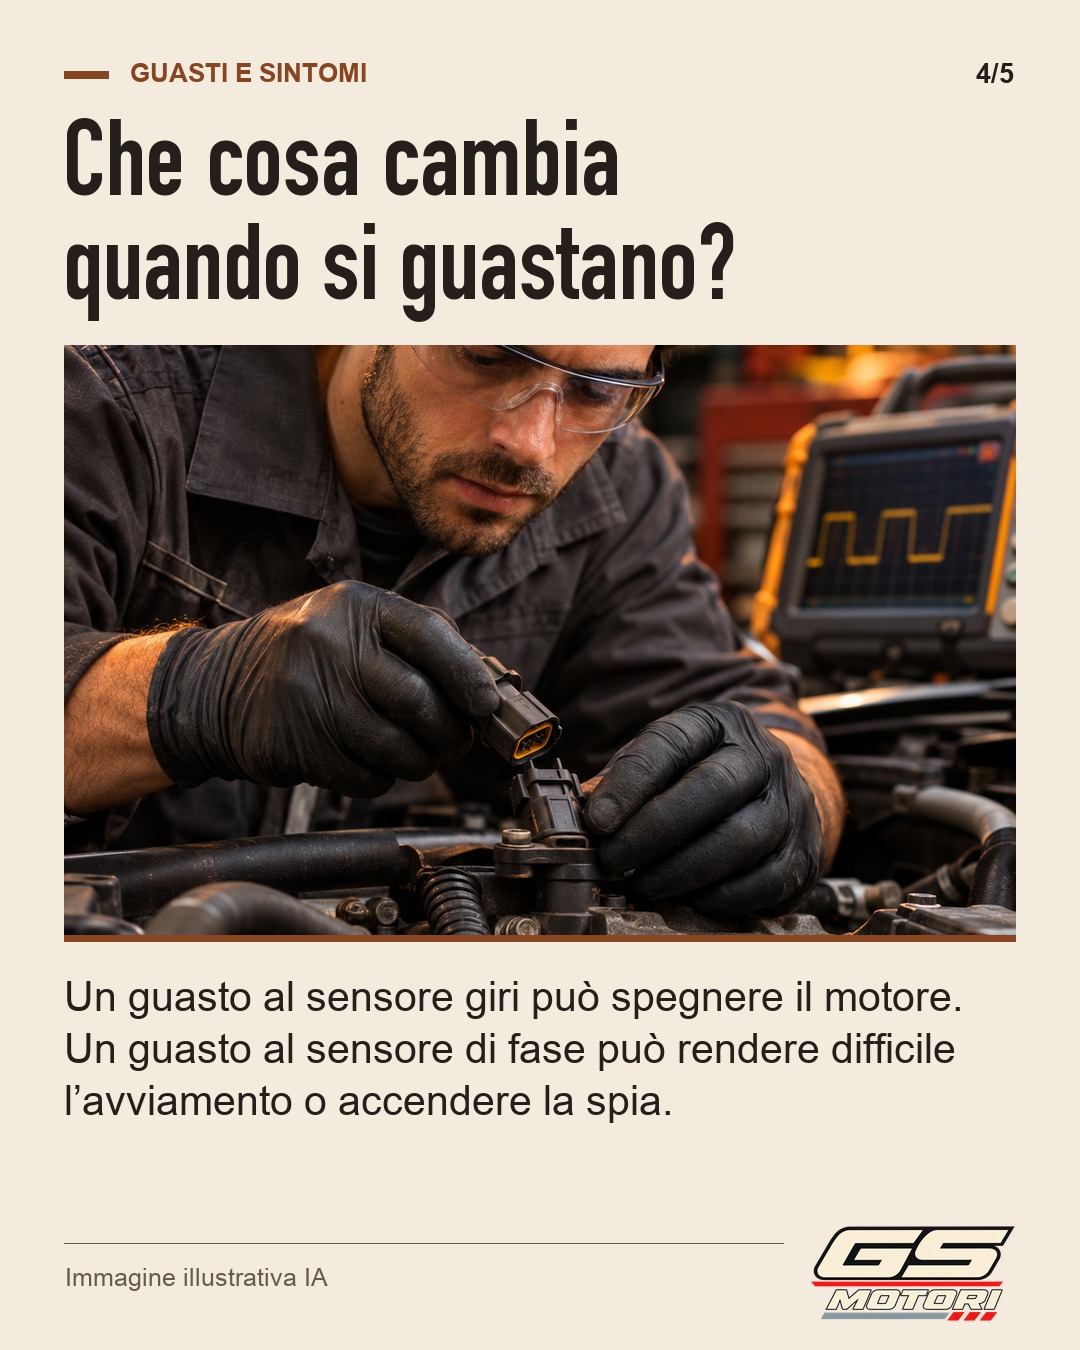 GUASTI E SINTOMI
4/5
Che cosa cambia
quando si guastano?
Un guasto al sensore giri può spegnere il motore.
Un guasto al sensore di fase può rendere difficile
l’avviamento o accendere la spia.
Immagine illustrativa IA
GS
MOTORI